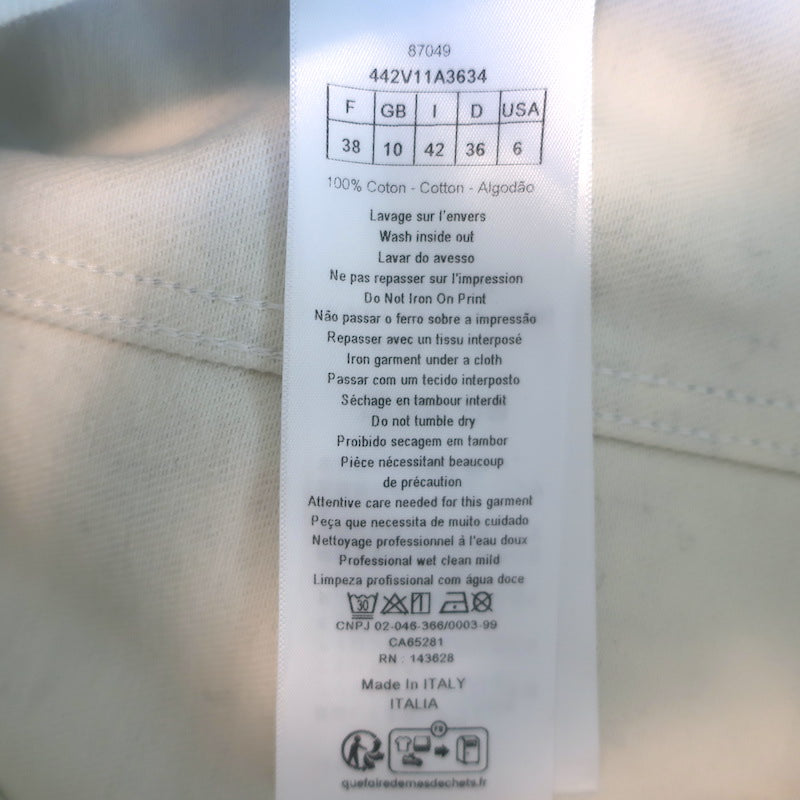 87049
442V11A3634
F GB I D USA
38 10 42 36 6
100% Coton - Cotton - Algodão
Lavage sur l'envers
Wash inside out
Lavar do avesso
Ne pas repasser sur l'impression
Do Not Iron On Print
Não passar o ferro sobre a impressão
Repasser avec un tissu interposé
Iron garment under a cloth
Passar com um tecido interposto
Séchage en tambour interdit
Do not tumble dry
Proibido secagem em tambor
Pièce nécessitant beaucoup
de précaution
Attentive care needed for this garment
Peça que necessita de muito cuidado
Nettoyage professionnel à l'eau doux
Professional wet clean mild
Limpeza profissional com água doce
30
CNPJ 02-046-366/0003-99
CA65281
RN : 143628
Made In ITALY
ITALIA
FR
quefairedemesdechets.fr